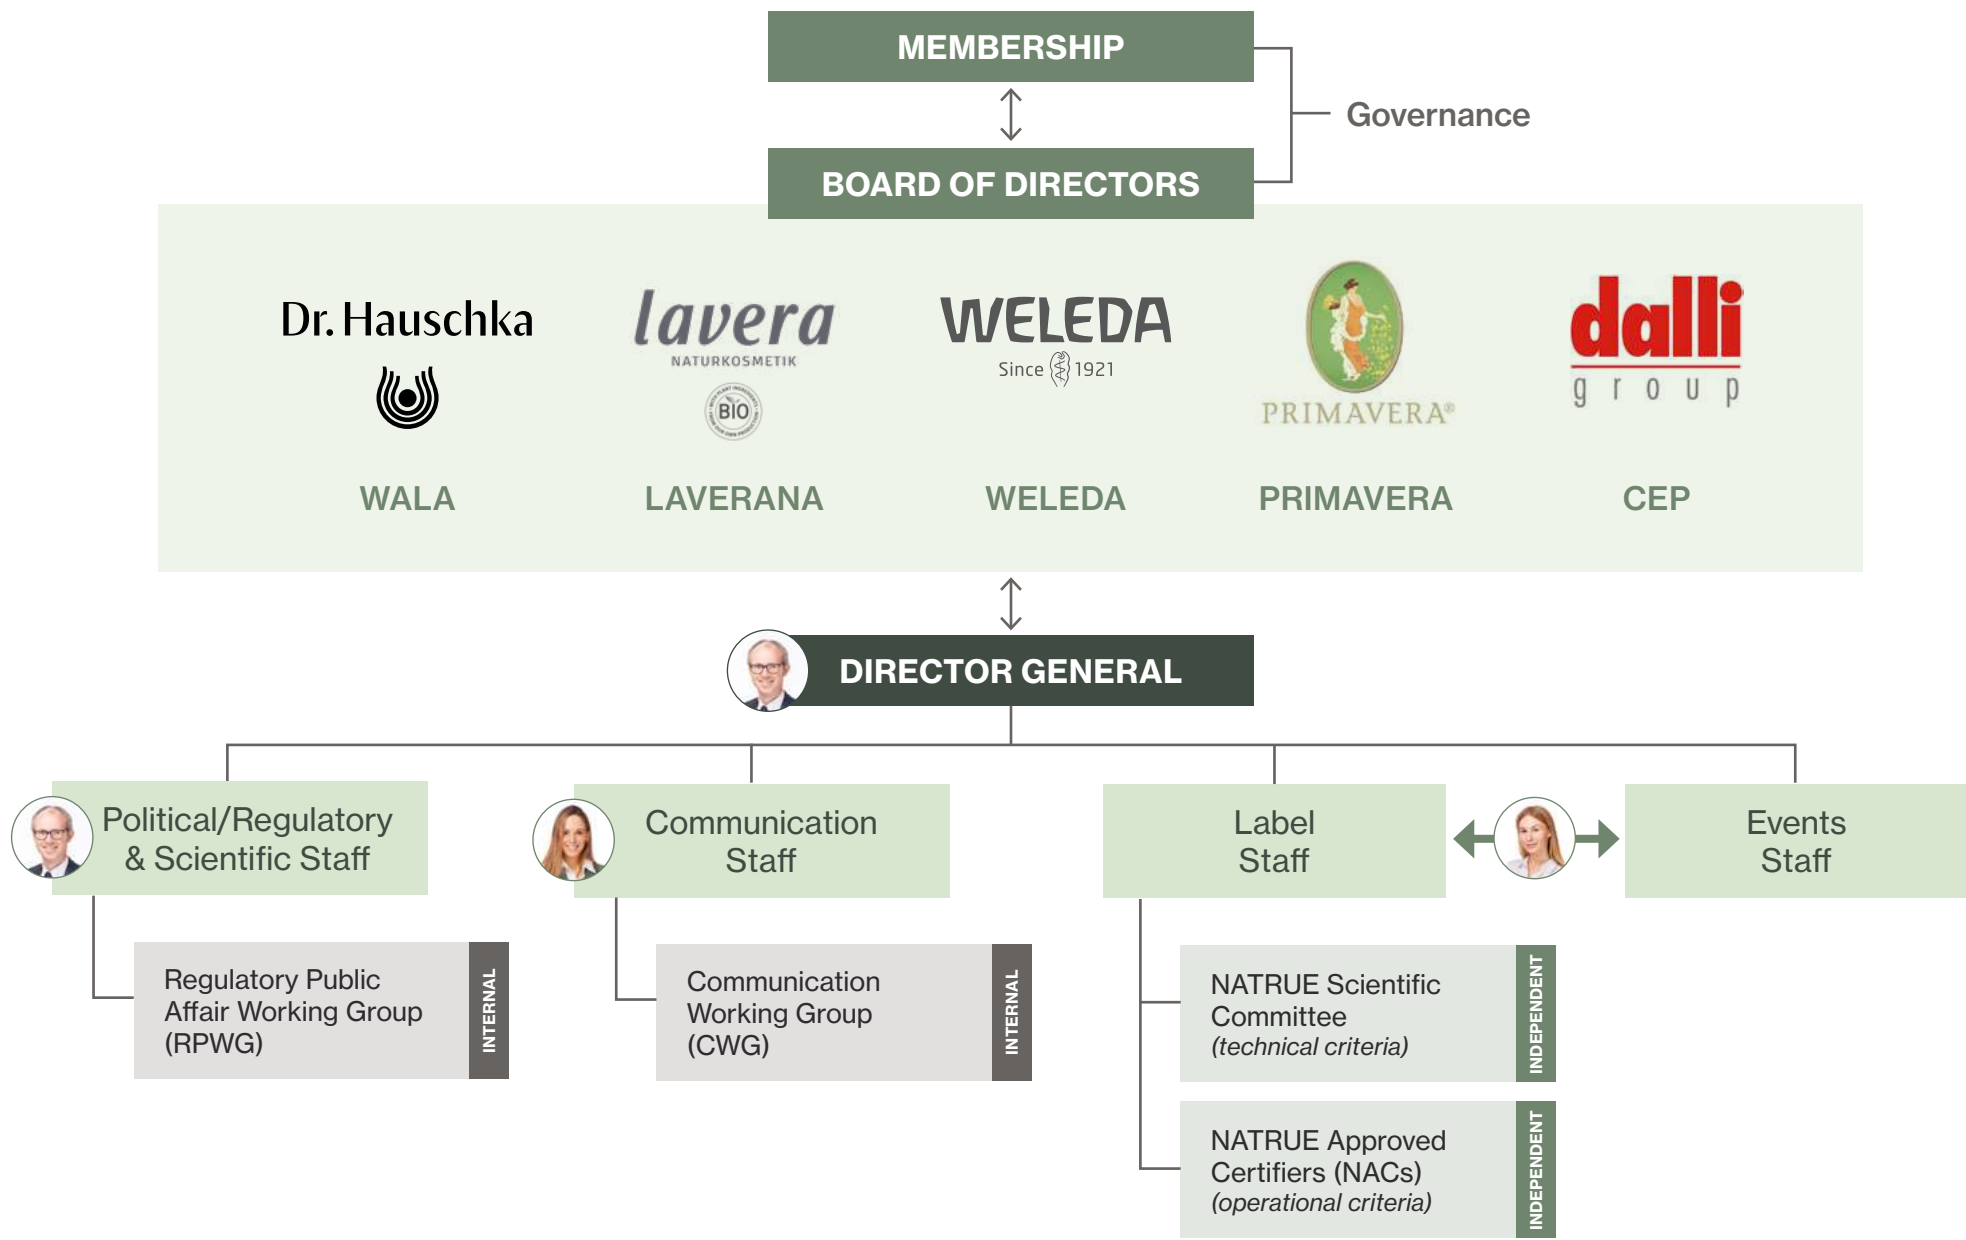 MEMBERSHIP
Governance
BOARD OF DIRECTORS
Dr. Hauschka
lavera
NATURKOSMETIK
BIO
WELEDA
Since 1921
PRIMAVERA®
dalli
group
WALA
LAVERANA
WELEDA
PRIMAVERA
CEP
DIRECTOR GENERAL
Political/Regulatory
& Scientific Staff
Communication
Staff
Label
Staff
Events
Staff
Regulatory Public
Affair Working Group
(RPWG)
INTERNAL
Communication
Working Group
(CWG)
INTERNAL
NATRUE Scientific
Committee
(technical criteria)
INDEPENDENT
NATRUE Approved
Certifiers (NACs)
(operational criteria)
INDEPENDENT